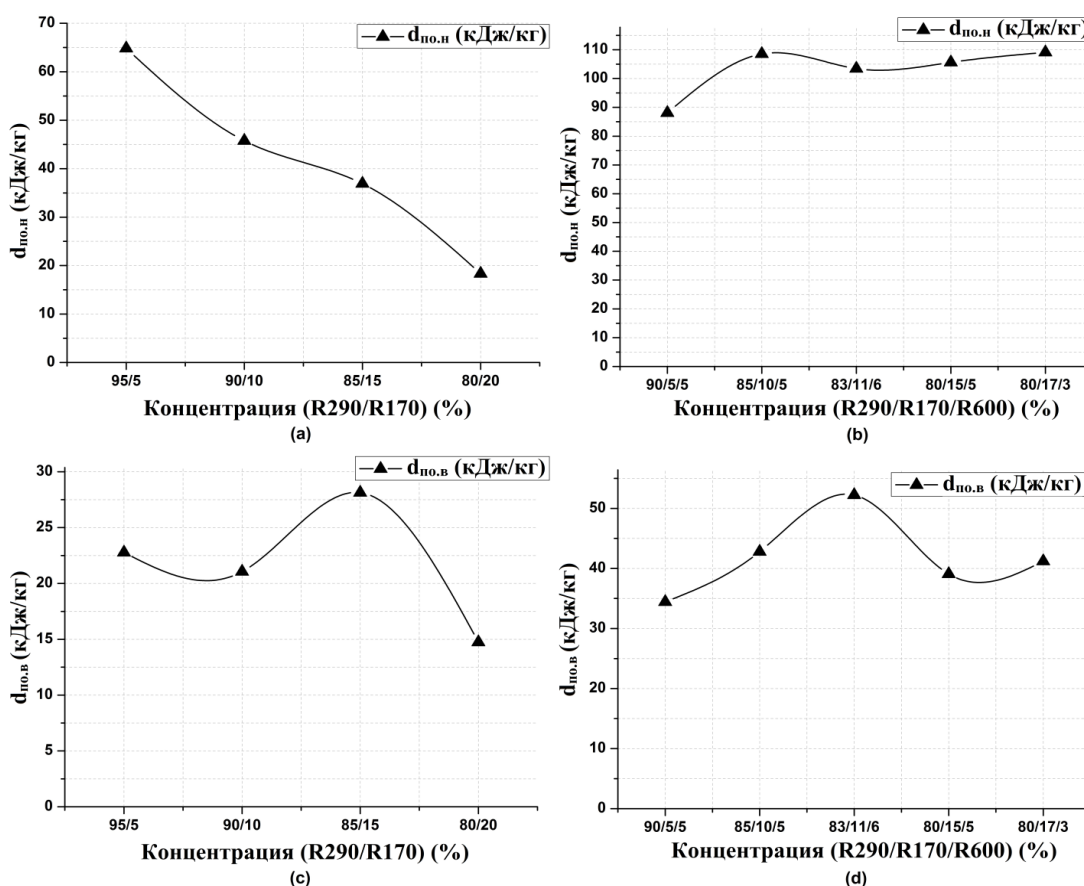 70
60
50
40
30
20
10
0
dпо.н (кДж/кг)
dпо.н (кДж/кг)
95/5 90/10 85/15 80/20
Концентрация (R290/R170) (%)
(a)
110
100
90
80
70
60
50
40
30
20
10
0
dпо.н (кДж/кг)
dпо.н (кДж/кг)
90/5/5 85/10/5 83/11/6 80/15/5 80/17/3
Концентрация (R290/R170/R600) (%)
(b)
30
25
20
15
10
5
0
dпо.в (кДж/кг)
dпо.в (кДж/кг)
95/5 90/10 85/15 80/20
Концентрация (R290/R170) (%)
(c)
50
40
30
20
10
0
dпо.в (кДж/кг)
dпо.в (кДж/кг)
90/5/5 85/10/5 83/11/6 80/15/5 80/17/3
Концентрация (R290/R170/R600) (%)
(d)